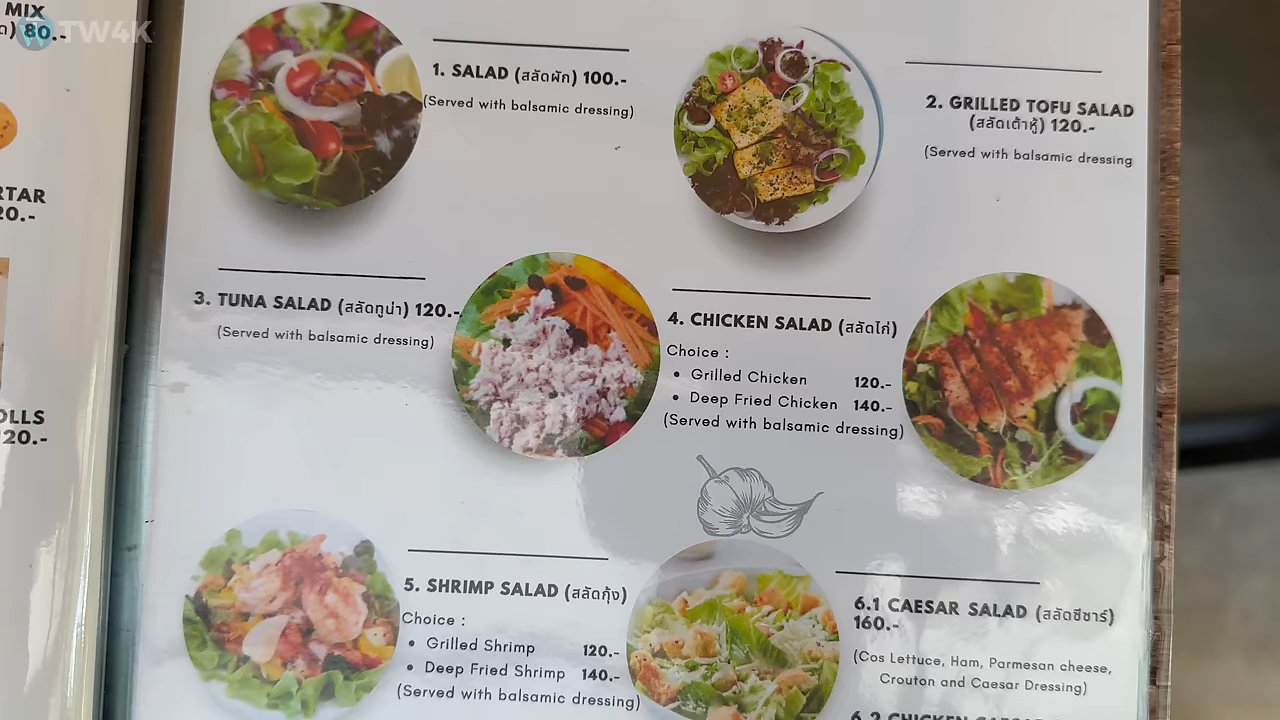 MIX
80.-
TW4K
RTAR
20.-
OLLS
120.-
1. SALAD (สลัดผัก) 100.-
(Served with balsamic dressing)
2. GRILLED TOFU SALAD
(สลัดเต้าหู้) 120.-
(Served with balsamic dressing
3. TUNA SALAD (สลัดทูน่า) 120.-
(Served with balsamic dressing)
4. CHICKEN SALAD (สลัดไก่)
Choice :
• Grilled Chicken 120.-
• Deep Fried Chicken 140.-
(Served with balsamic dressing)
5. SHRIMP SALAD (สลัดกุ้ง)
Choice :
• Grilled Shrimp 120.-
• Deep Fried Shrimp 140.-
(Served with balsamic dressing)
6.1 CAESAR SALAD (สลัดซีซาร์)
160.-
(Cos Lettuce, Ham, Parmesan cheese,
Crouton and Caesar Dressing)
6.2 CHICKEN CAESA